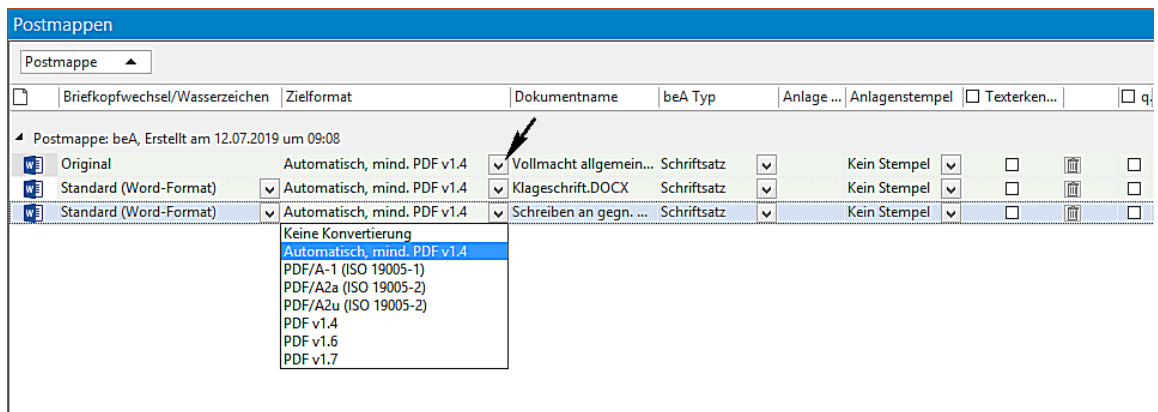 Postmappen
Postmappe
Briefkopfwechsel/Wasserzeichen Zielformat Dokumentname beA Typ Anlage ... Anlagenstempel Texterken... q.
Postmappe: beA, Erstellt am 12.07.2019 um 09:08
Original Automatisch, mind. PDF v1.4 Vollmacht allgemein... Schriftsatz Kein Stempel
Standard (Word-Format) Automatisch, mind. PDF v1.4 Klageschrift.DOCX Schriftsatz Kein Stempel
Standard (Word-Format) Automatisch, mind. PDF v1.4 Schreiben an gegn. ... Schriftsatz Kein Stempel
Keine Konvertierung
Automatisch, mind. PDF v1.4
PDF/A-1 (ISO 19005-1)
PDF/A2a (ISO 19005-2)
PDF/A2u (ISO 19005-2)
PDF v1.4
PDF v1.6
PDF v1.7